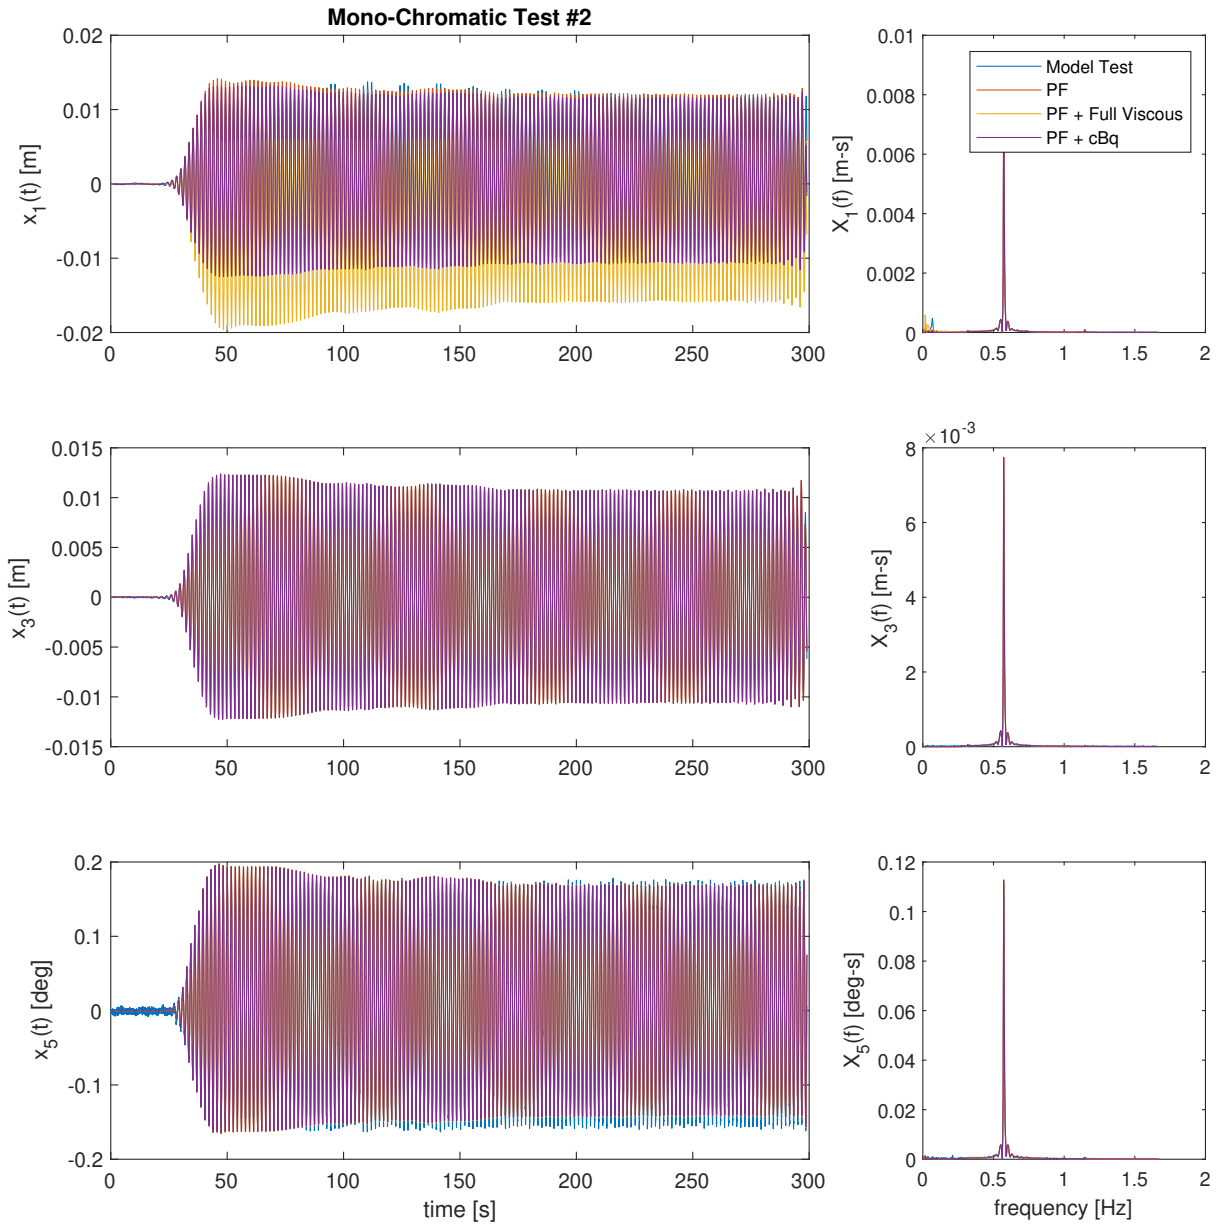 Mono-Chromatic Test #2
0.02
0.01
0
-0.01
-0.02
x1(t) [m]
0 50 100 150 200 250 300
0.01
0.008
0.006
0.004
0.002
0
X1(f) [m-s]
0 0.5 1 1.5 2
Model Test
PF
PF + Full Viscous
PF + cBq
0.015
0.01
0.005
0
-0.005
-0.01
-0.015
x3(t) [m]
0 50 100 150 200 250 300
× 10-3
8
6
4
2
0
X3(f) [m-s]
0 0.5 1 1.5 2
0.2
0.1
0
-0.1
-0.2
x5(t) [deg]
0 50 100 150 200 250 300
time [s]
0.12
0.1
0.08
0.06
0.04
0.02
0
X5(f) [deg-s]
0 0.5 1 1.5 2
frequency [Hz]